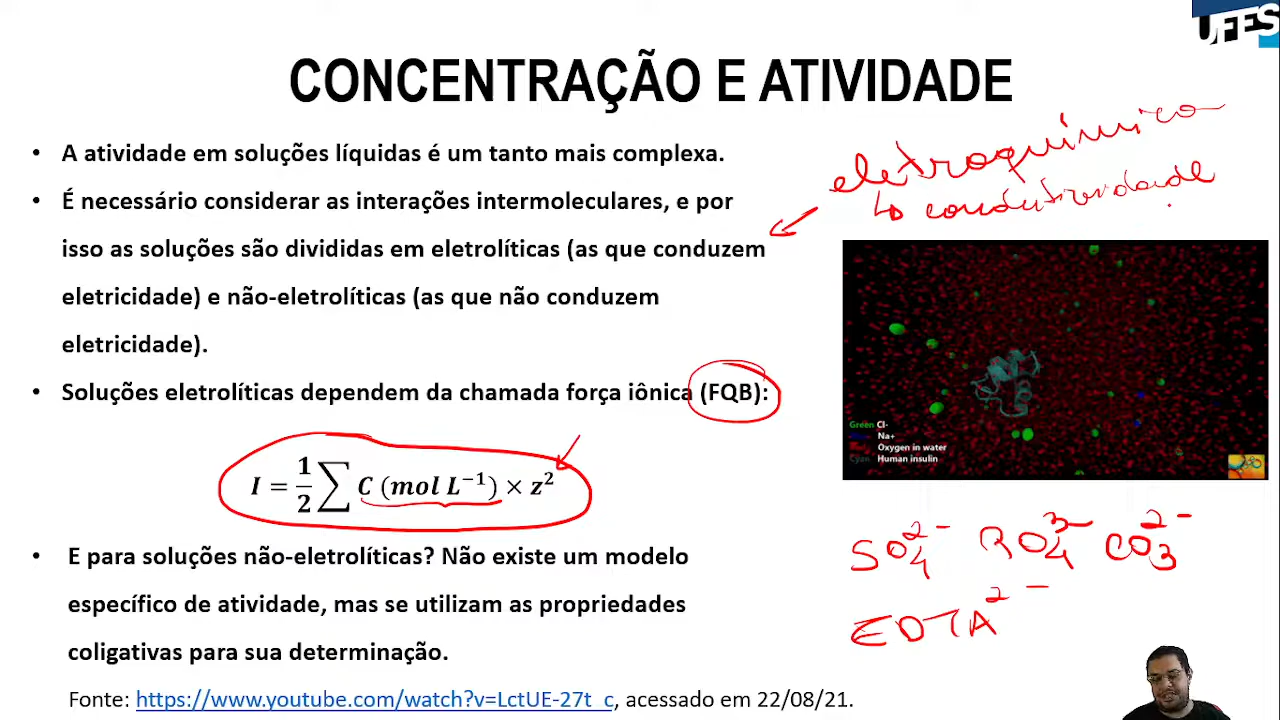 UFES
CONCENTRAÇÃO E ATIVIDADE
• A atividade em soluções líquidas é um tanto mais complexa.
• É necessário considerar as interações intermoleculares, e por
isso as soluções são divididas em eletrolíticas (as que conduzem
eletricidade) e não-eletrolíticas (as que não conduzem
eletricidade).
• Soluções eletrolíticas dependem da chamada força iônica (FQB):
I = 1/2 ∑ C (mol L⁻¹) × z²
• E para soluções não-eletrolíticas? Não existe um modelo
específico de atividade, mas se utilizam as propriedades
coligativas para sua determinação.
Fonte: https://www.youtube.com/watch?v=LctUE-27t_c, acessado em 22/08/21.
eletroquímica
↳ condutividade
Green Cl-
Na+
Oxygen in water
Cyan Human insulin
SO₄²⁻ PO₄³⁻ CO₃²⁻
EDTA²⁻